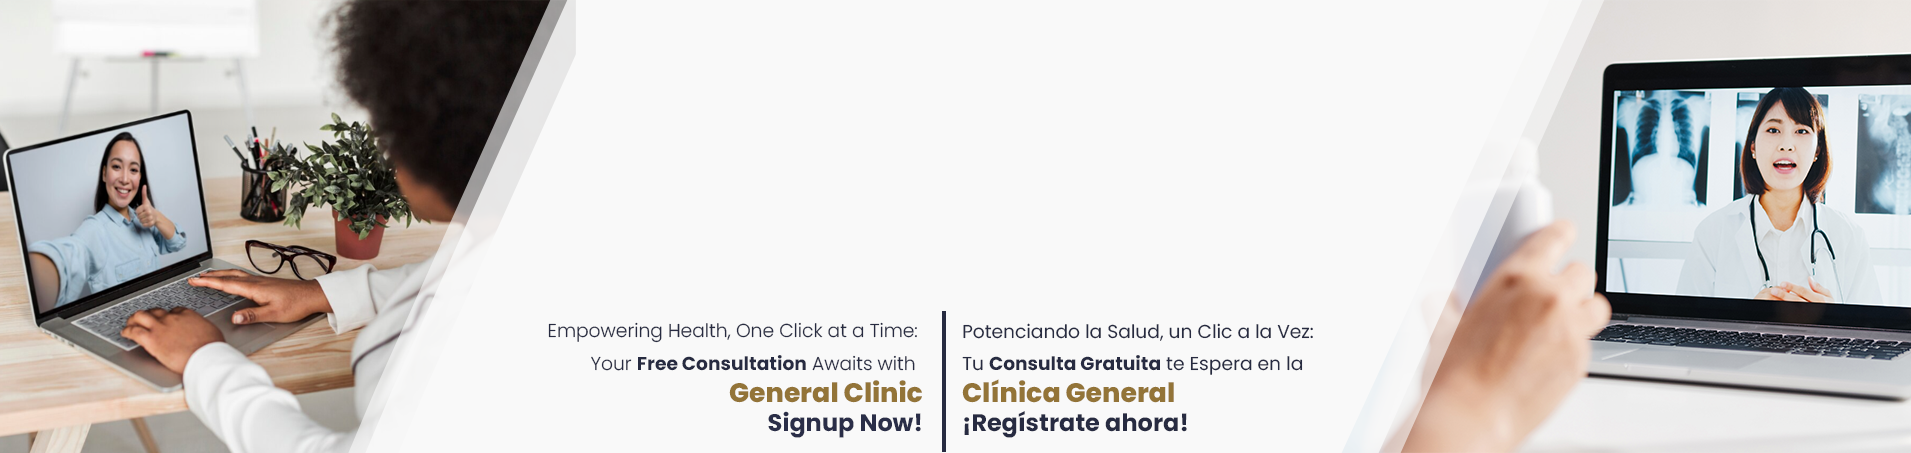 Empowering Health, One Click at a Time:
Your Free Consultation Awaits with
General Clinic
Signup Now!
Potenciando la Salud, un Clic a la Vez:
Tu Consulta Gratuita te Espera en la
Clínica General
¡Regístrate ahora!